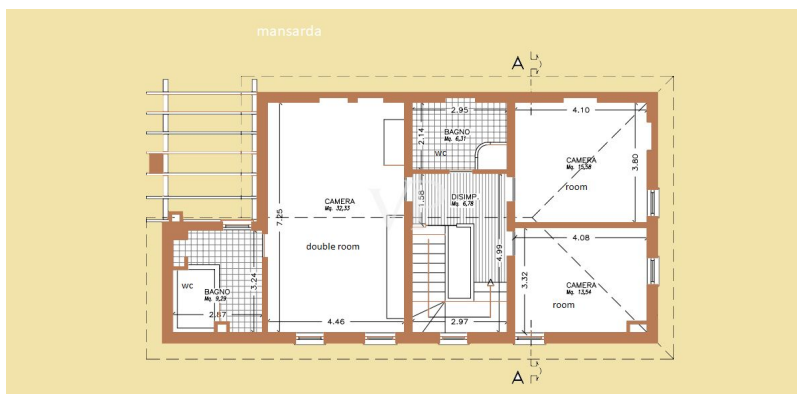 mansarda
A
2.95
4.10
2.14
BAGNO
Mq. 6,31
WC
CAMERA
Mq. 15,58
room
3.80
CAMERA
Mq. 32,33
7.25
1.58
DISIMP.
Mq. 6,78
double room
4.08
4.99
3.32
WC
BAGNO
Mq. 9,29
3.24
2.87
CAMERA
Mq. 13,54
room
4.46
2.97
A